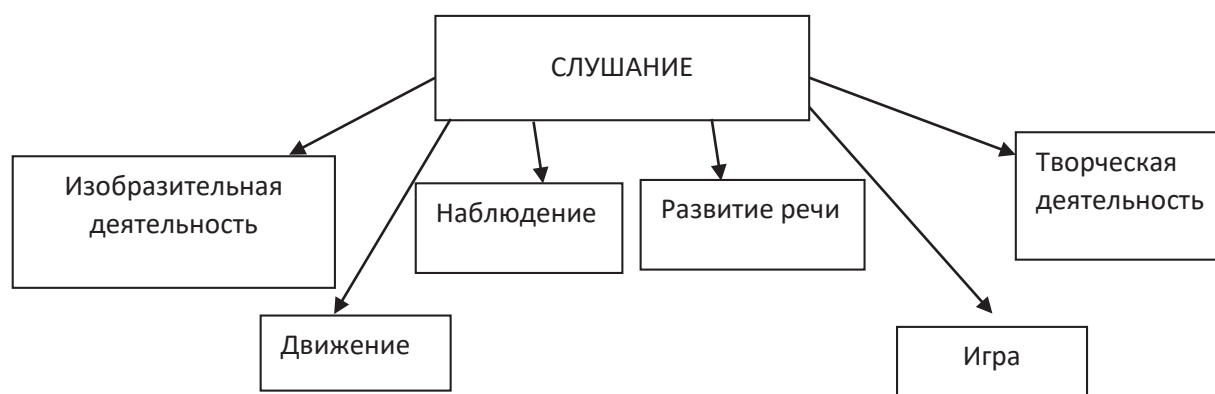 СЛУШАНИЕ
Изобразительная
деятельность
Наблюдение
Развитие речи
Творческая
деятельность
Движение
Игра